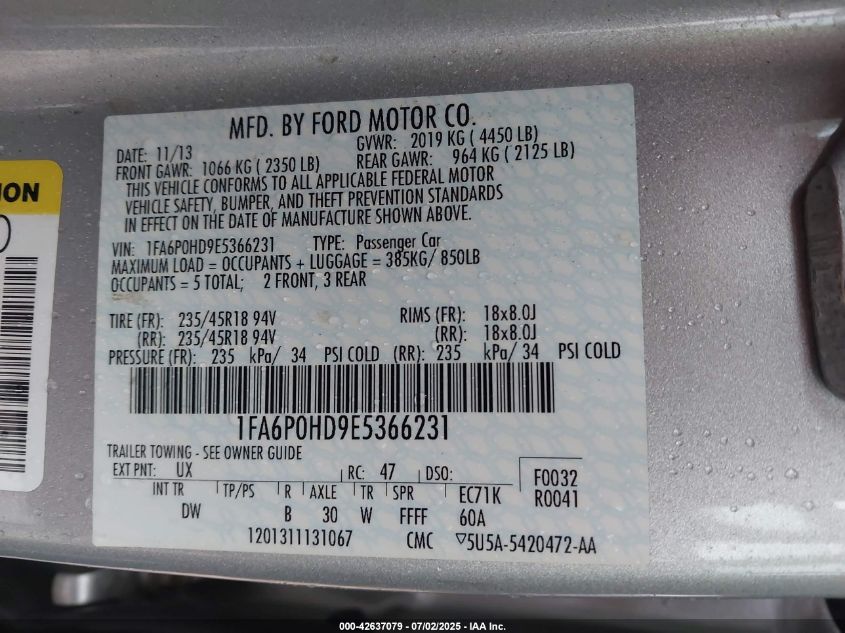 MFD. BY FORD MOTOR CO.
DATE: 11/13 GVWR: 2019 KG ( 4450 LB)
FRONT GAWR: 1066 KG ( 2350 LB) REAR GAWR: 964 KG ( 2125 LB)
THIS VEHICLE CONFORMS TO ALL APPLICABLE FEDERAL MOTOR
VEHICLE SAFETY, BUMPER, AND THEFT PREVENTION STANDARDS
IN EFFECT ON THE DATE OF MANUFACTURE SHOWN ABOVE.
VIN: 1FA6P0HD9E5366231 TYPE: Passenger Car
MAXIMUM LOAD = OCCUPANTS + LUGGAGE = 385KG/ 850LB
OCCUPANTS = 5 TOTAL; 2 FRONT, 3 REAR
TIRE (FR): 235/45R18 94V RIMS (FR): 18x8.0J
(RR): 235/45R18 94V (RR): 18x8.0J
PRESSURE (FR): 235 kPa/ 34 PSI COLD (RR): 235 kPa/ 34 PSI COLD
1FA6P0HD9E5366231
TRAILER TOWING - SEE OWNER GUIDE
EXT PNT: UX RC: 47 DSO: F0032
R0041
INT TR TP/PS R AXLE TR SPR EC71K
DW B 30 W FFFF 60A
1201311131067 CMC ▽5U5A-5420472-AA
ION
000-42637079 - 07/02/2025 - IAA Inc.